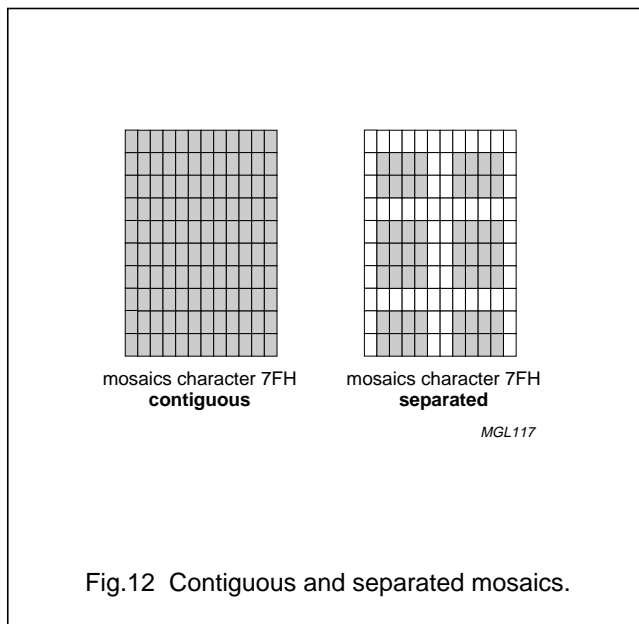 mosaics character 7FH
contiguous
mosaics character 7FH
separated
MGL117
Fig.12 Contiguous and separated mosaics.